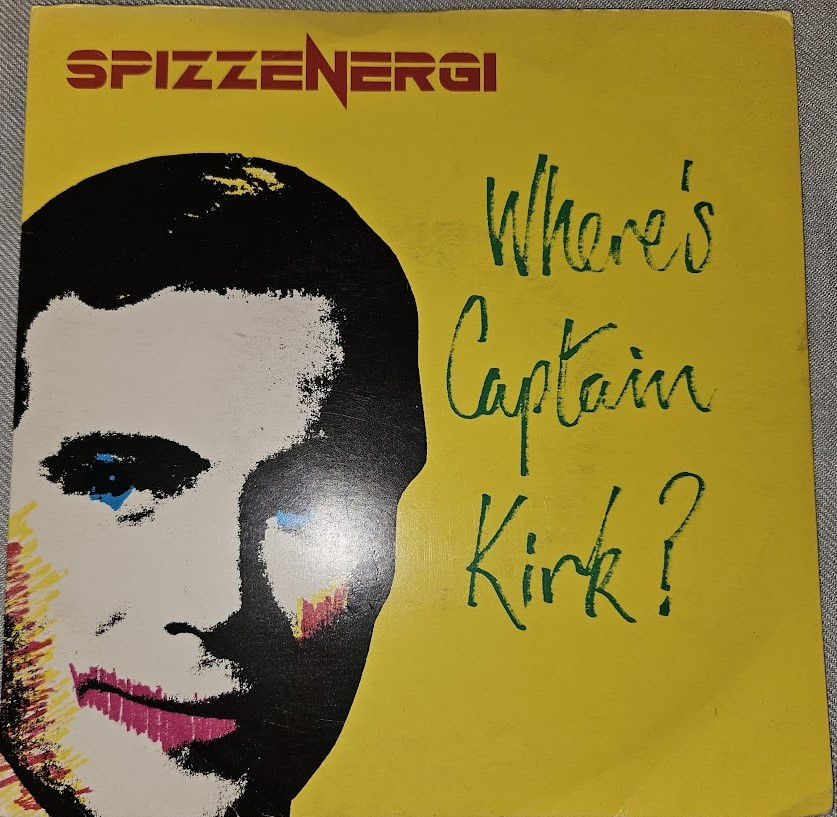 SPIZZENERGI
Where's
Captain
Kirk?